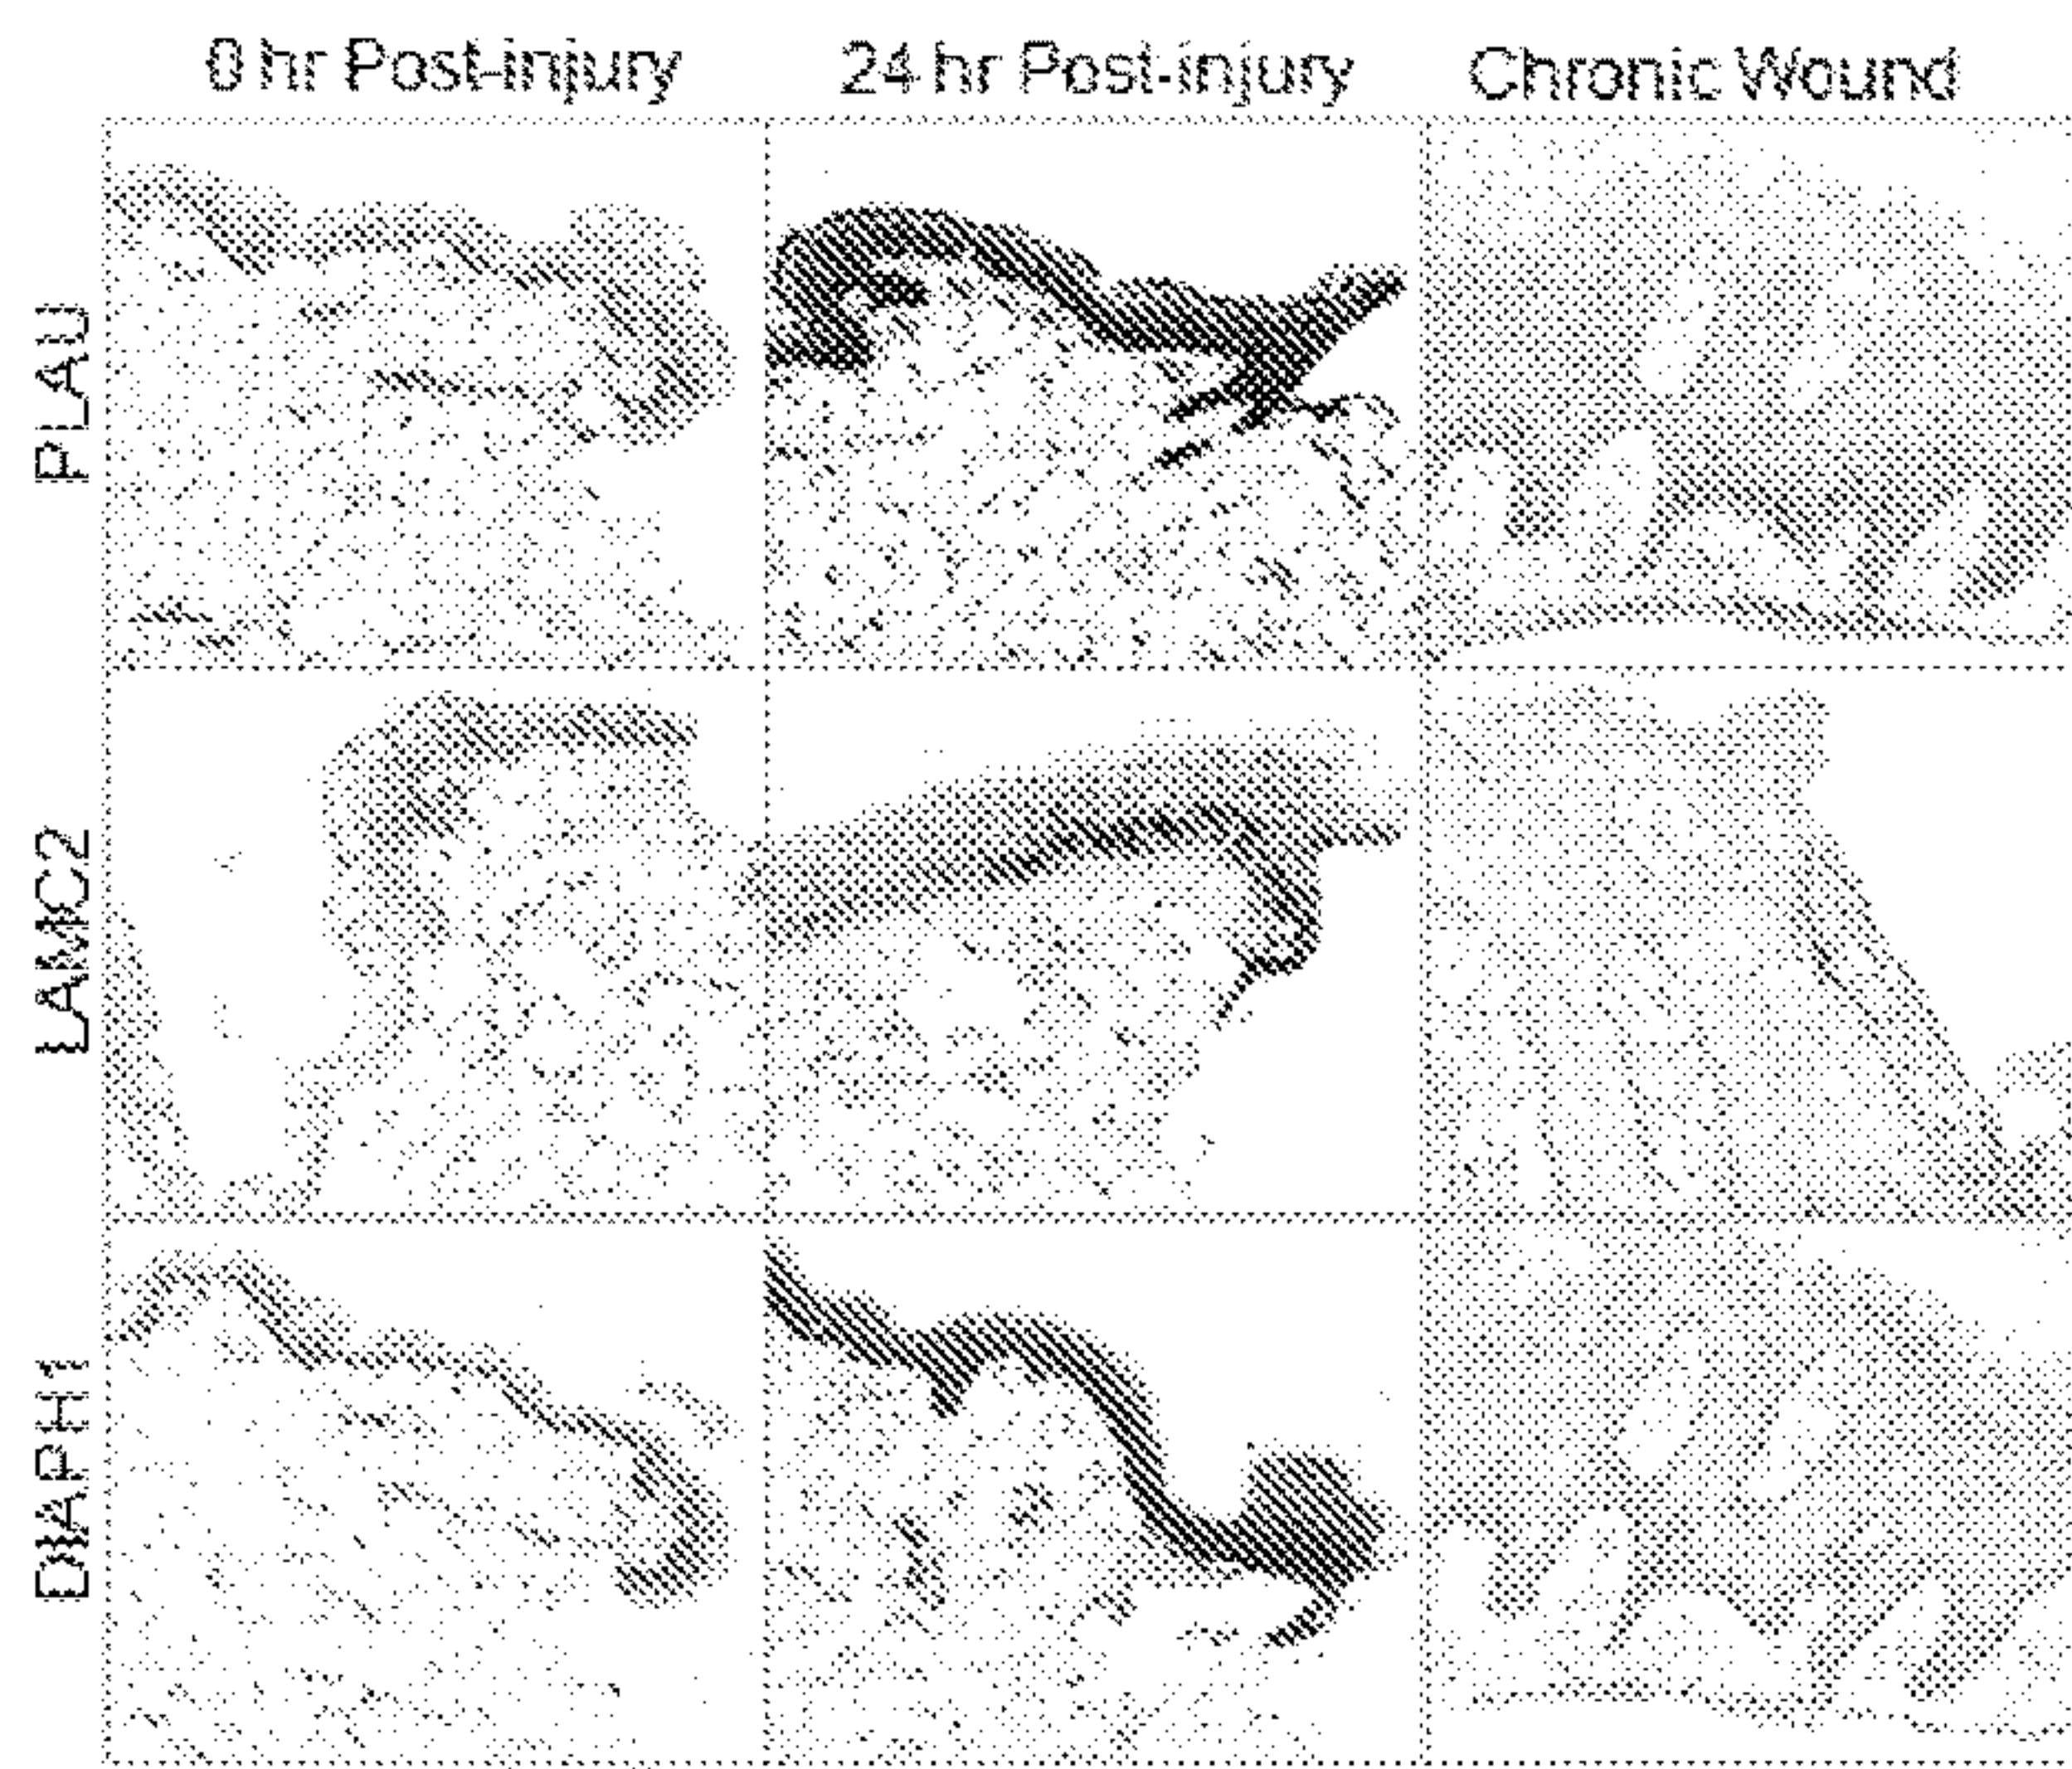 0 hr Post-injury
24 hr Post-injury
Chronic Wound
PLAU
LAMC2
DIAPH1